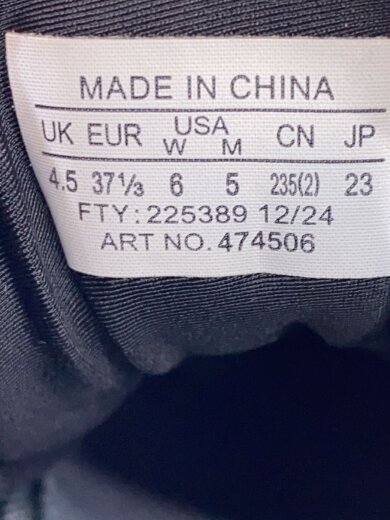 MADE IN CHINA
UK EUR USA W M CN JP
4.5 37⅓ 6 5 235(2) 23
FTY: 225389 12/24
ART NO. 474506